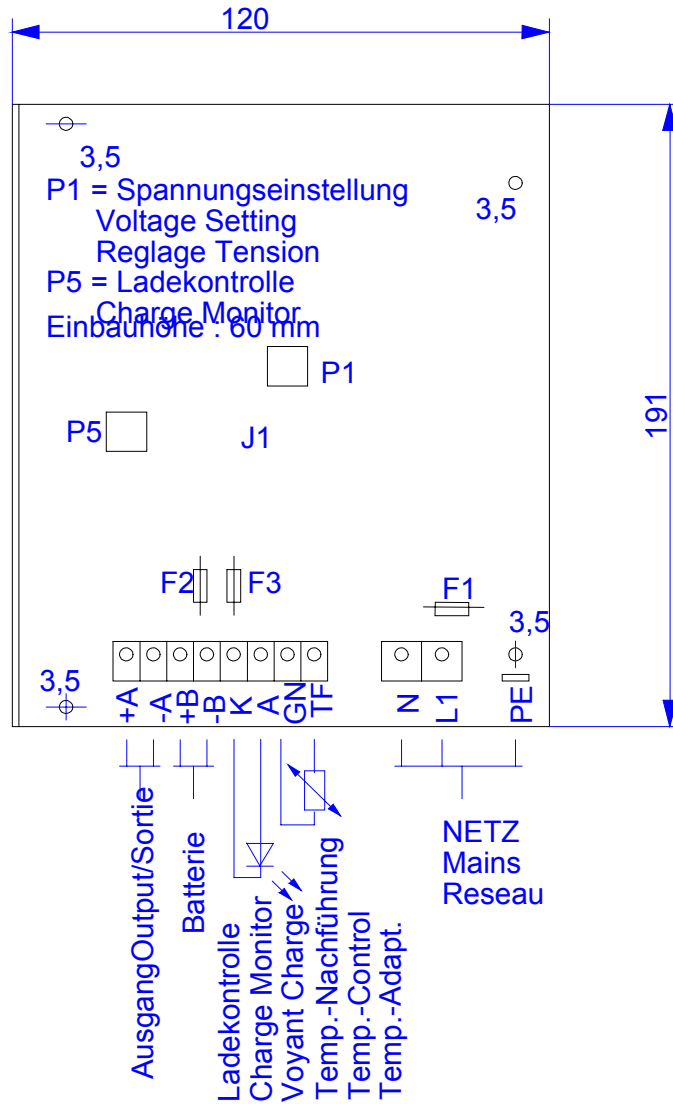 120
3,5
P1 = Spannungseinstellung
Voltage Setting
Reglage Tension
P5 = Ladekontrolle
Charge Monitor
Einbauhöhe : 60 mm
3,5
P1
P5
J1
191
F2
F3
F1
3,5
3,5
+A
-A
+B
-B
K
A
GN
TF
N
L1
PE
AusgangOutput/Sortie
Batterie
Ladekontrolle
Charge Monitor
Voyant Charge
Temp.-Nachführung
Temp.-Control
Temp.-Adapt.
NETZ
Mains
Reseau